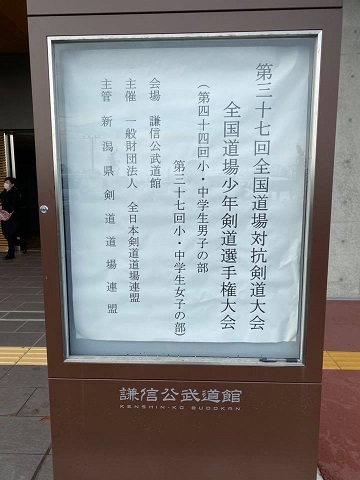 第三十七回全国道場対抗剣道大会
全国道場少年剣道選手権大会
(第四十四回小・中学生男子の部
第三十七回小・中学生女子の部)
会場 謙信公武道館
主催 一般財団法人 全日本剣道道場連盟
主管 新潟県剣道道場連盟
謙信公武道館
KENSHIN-KO BUDOKAN